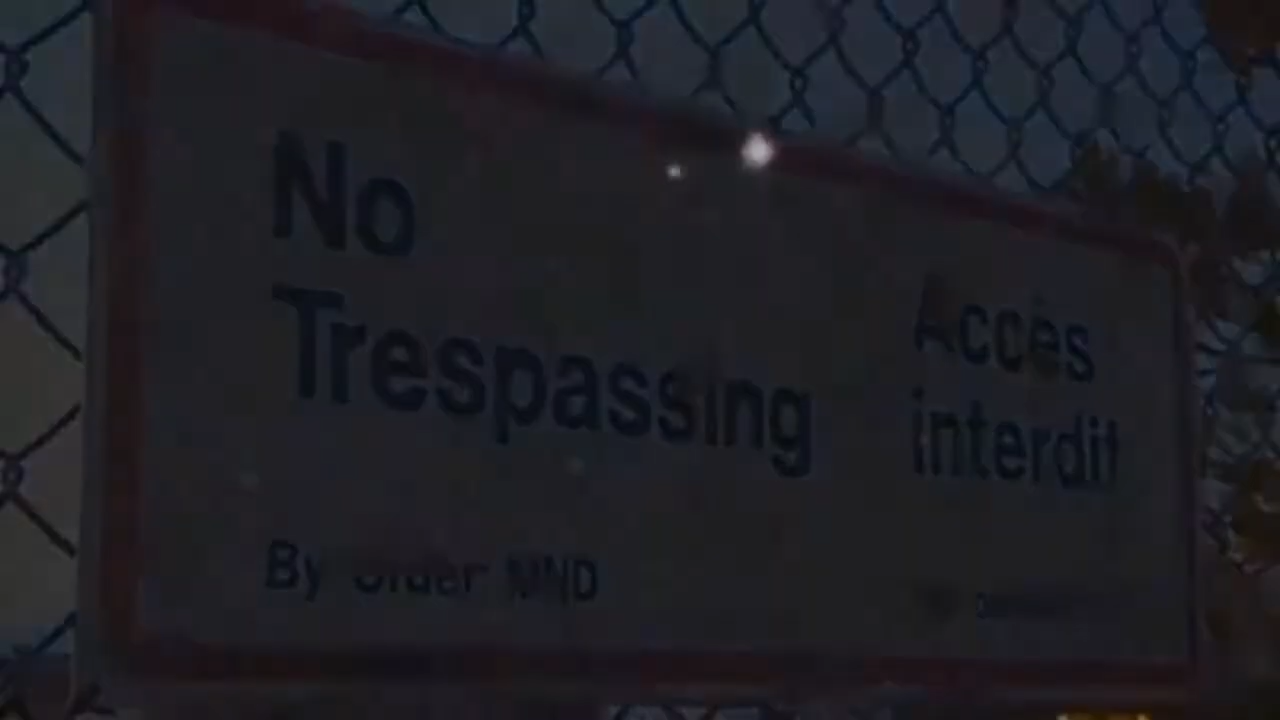 No
Trespassing
By Order MND
Accès
interdit